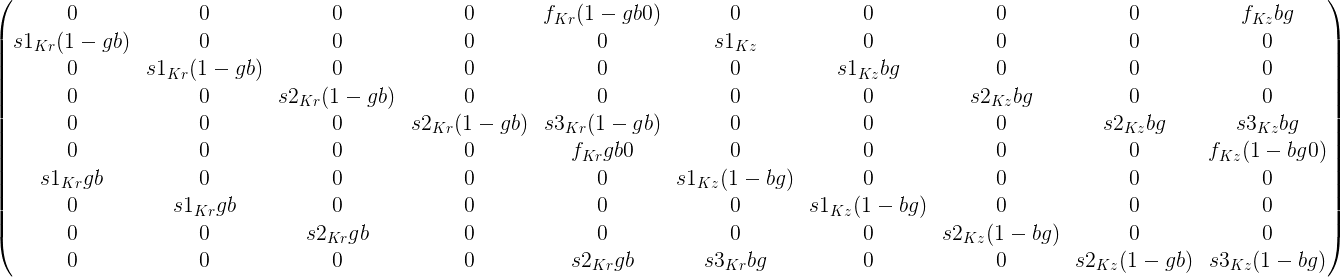 0 0 0 0 f_{Kr}(1 − gb0) 0 0 0 0 f_{Kz}bg
s1_{Kr}(1 − gb) 0 0 0 0 s1_{Kz} 0 0 0 0
0 s1_{Kr}(1 − gb) 0 0 0 0 s1_{Kz}bg 0 0 0
0 0 s2_{Kr}(1 − gb) 0 0 0 0 s2_{Kz}bg 0 0
0 0 0 s2_{Kr}(1 − gb) s3_{Kr}(1 − gb) 0 0 0 s2_{Kz}bg s3_{Kz}bg
0 0 0 0 f_{Kr}gb0 0 0 0 0 f_{Kz}(1 − bg0)
s1_{Kr}gb 0 0 0 0 s1_{Kz}(1 − bg) 0 0 0 0
0 s1_{Kr}gb 0 0 0 0 s1_{Kz}(1 − bg) 0 0 0
0 0 s2_{Kr}gb 0 0 0 0 s2_{Kz}(1 − bg) 0 0
0 0 0 0 s2_{Kr}gb s3_{Kr}bg 0 0 s2_{Kz}(1 − gb) s3_{Kz}(1 − bg)